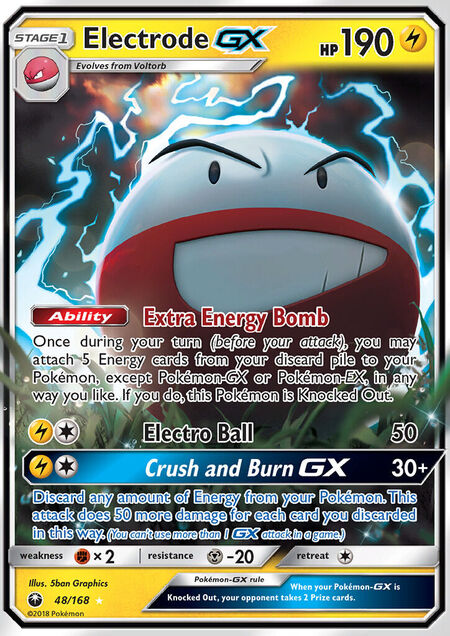 STAGE 1 Electrode GX HP 190
Evolves from Voltorb
Ability Extra Energy Bomb
Once during your turn (before your attack), you may
attach 5 Energy cards from your discard pile to your
Pokémon, except Pokémon-GX or Pokémon-EX, in any
way you like. If you do, this Pokémon is Knocked Out.
Electro Ball 50
Crush and Burn GX 30+
Discard any amount of Energy from your Pokémon. This
attack does 50 more damage for each card you discarded
in this way. (You can't use more than 1 GX attack in a game.)
weakness × 2 resistance -20 retreat
Illus. 5ban Graphics
Pokémon-GX rule
48/168
When your Pokémon-GX is
Knocked Out, your opponent takes 2 Prize cards.
©2018 Pokémon